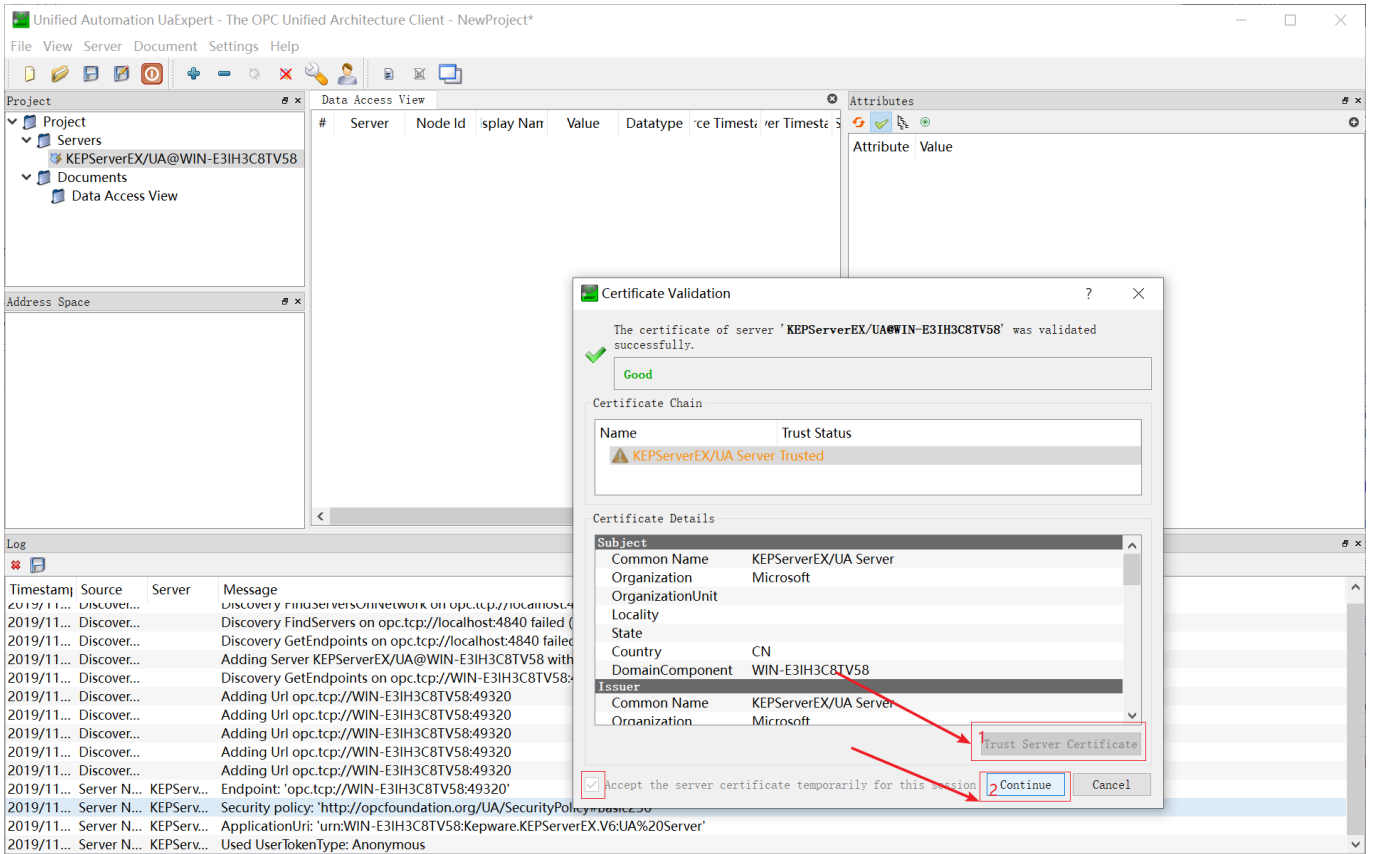 Unified Automation UaExpert - The OPC Unified Architecture Client - NewProject*
File View Server Document Settings Help
Project
Project
Servers
KEPServerEX/UA@WIN-E3IH3C8TV58
Documents
Data Access View
Address Space
Data Access View
# Server Node Id isplay Nam Value Datatype ce Timesta er Timesta S
Attributes
Attribute Value
Certificate Validation ?
The certificate of server 'KEPServerEX/UA@WIN-E3IH3C8TV58' was validated
successfully.
Good
Certificate Chain
Name Trust Status
KEPServerEX/UA Server Trusted
Certificate Details
Subject
Common Name KEPServerEX/UA Server
Organization Microsoft
OrganizationUnit
Locality
State
Country CN
DomainComponent WIN-E3IH3C8TV58
Issuer
Common Name KEPServerEX/UA Server
Organization Microsoft
1 Trust Server Certificate
Accept the server certificate temporarily for this session 2 Continue Cancel
Log
Timestamp Source Server Message
2019/11... Discover... Discovery FindServersOnNetwork on opc.tcp://localhost:4
2019/11... Discover... Discovery FindServers on opc.tcp://localhost:4840 failed (
2019/11... Discover... Discovery GetEndpoints on opc.tcp://localhost:4840 failed
2019/11... Discover... Adding Server KEPServerEX/UA@WIN-E3IH3C8TV58 with
2019/11... Discover... Discovery GetEndpoints on opc.tcp://WIN-E3IH3C8TV58:
2019/11... Discover... Adding Url opc.tcp://WIN-E3IH3C8TV58:49320
2019/11... Discover... Adding Url opc.tcp://WIN-E3IH3C8TV58:49320
2019/11... Discover... Adding Url opc.tcp://WIN-E3IH3C8TV58:49320
2019/11... Discover... Adding Url opc.tcp://WIN-E3IH3C8TV58:49320
2019/11... Discover... Adding Url opc.tcp://WIN-E3IH3C8TV58:49320
2019/11... Server N... KEPServ... Endpoint: 'opc.tcp://WIN-E3IH3C8TV58:49320'
2019/11... Server N... KEPServ... Security policy: 'http://opcfoundation.org/UA/SecurityPolicy#Basic256'
2019/11... Server N... KEPServ... ApplicationUri: 'urn:WIN-E3IH3C8TV58:Kepware.KEPServerEX.V6:UA%20Server'
2019/11... Server N... KEPServ... Used UserTokenType: Anonymous